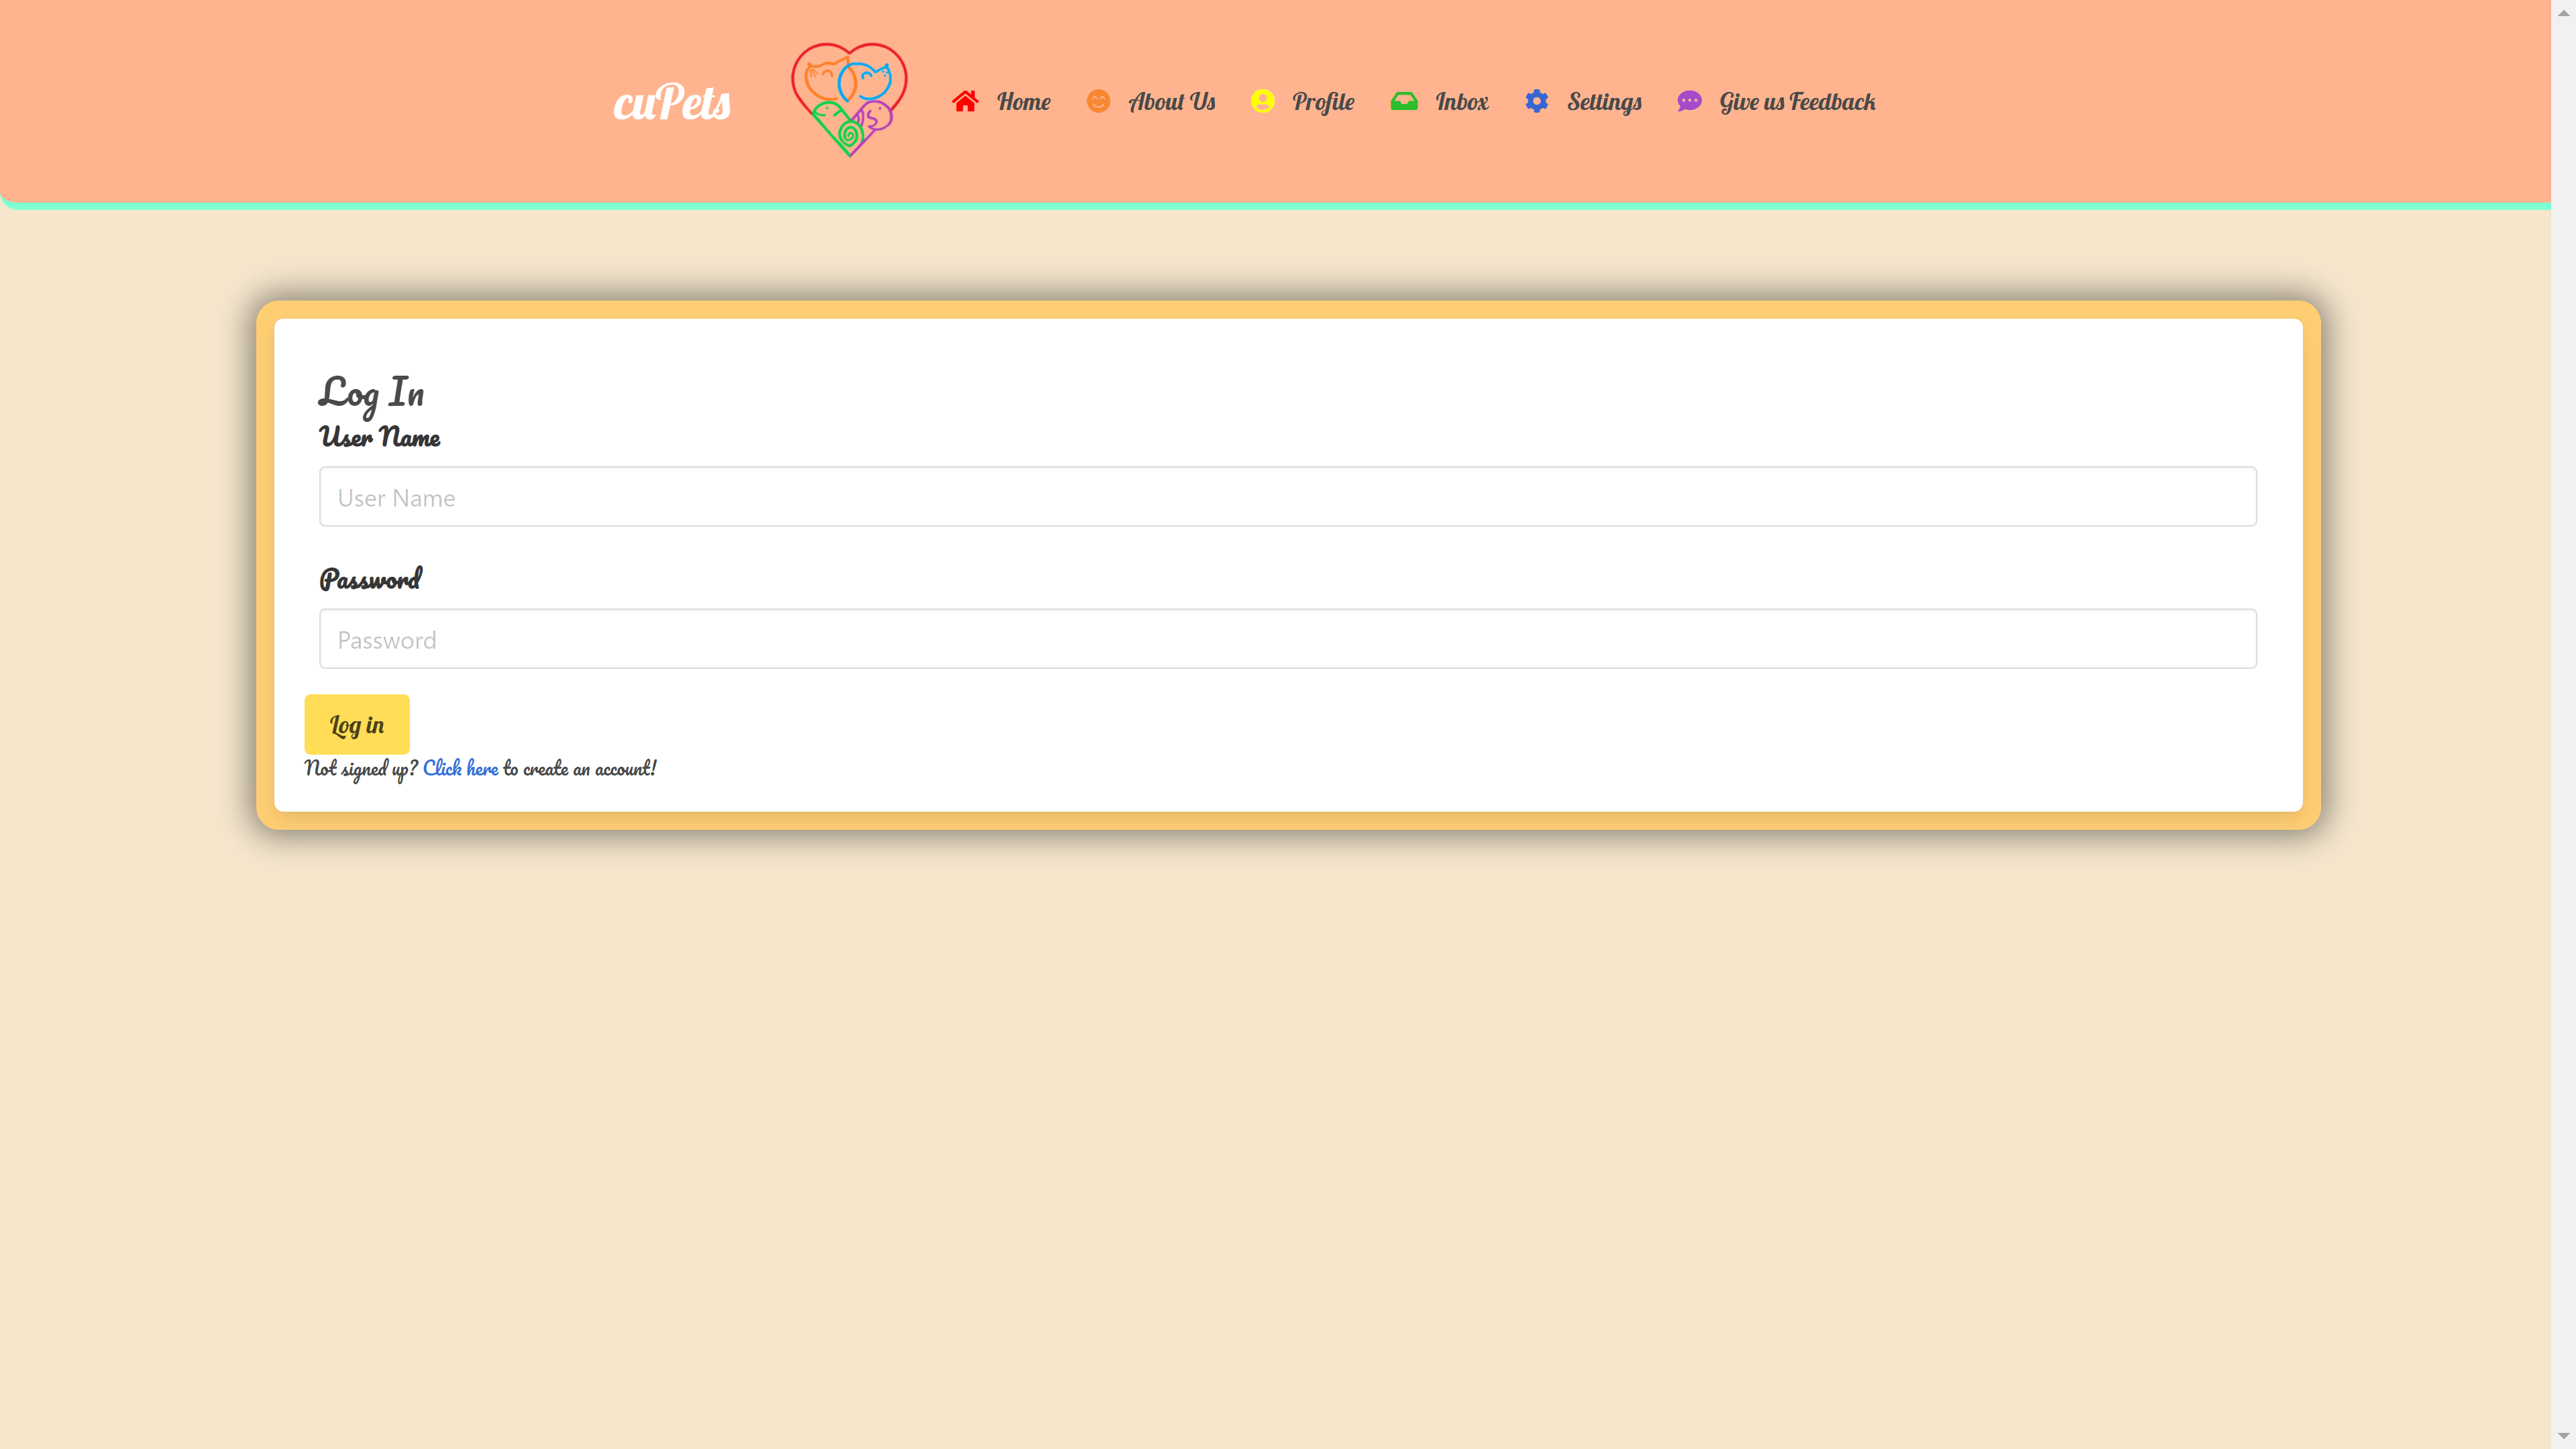 cuPets Home About Us Profile Inbox Settings Give us Feedback
Log In
User Name
User Name
Password
Password
Log in
Not signed up? Click here to create an account!